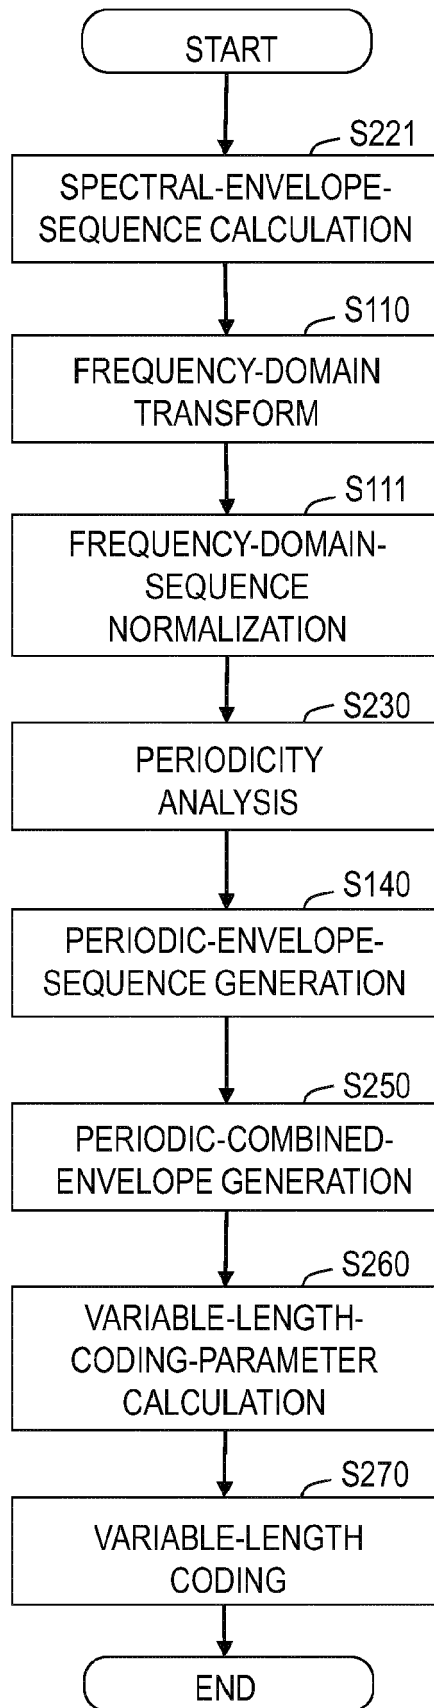 START
S221
SPECTRAL-ENVELOPE-
SEQUENCE CALCULATION
S110
FREQUENCY-DOMAIN
TRANSFORM
S111
FREQUENCY-DOMAIN-
SEQUENCE
NORMALIZATION
S230
PERIODICITY
ANALYSIS
S140
PERIODIC-ENVELOPE-
SEQUENCE GENERATION
S250
PERIODIC-COMBINED-
ENVELOPE GENERATION
S260
VARIABLE-LENGTH-
CODING-PARAMETER
CALCULATION
S270
VARIABLE-LENGTH
CODING
END